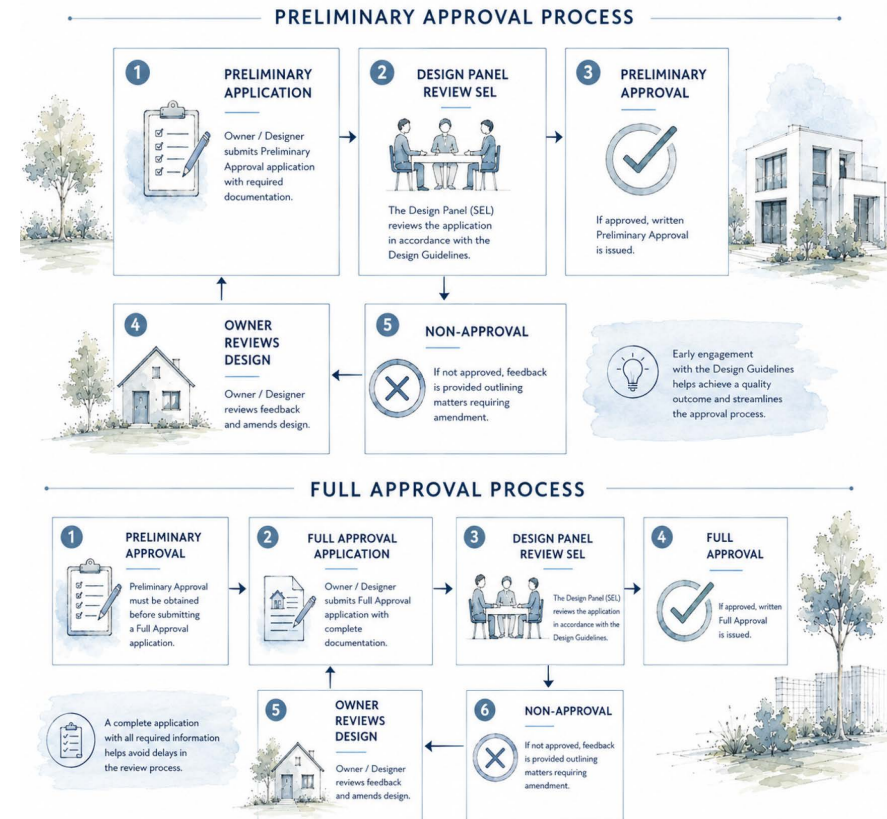 PRELIMINARY APPROVAL PROCESS
1
PRELIMINARY
APPLICATION
Owner / Designer
submits Preliminary
Approval application
with required
documentation.
2
DESIGN PANEL
REVIEW SEL
The Design Panel (SEL)
reviews the application
in accordance with the
Design Guidelines.
3
PRELIMINARY
APPROVAL
If approved, written
Preliminary Approval
is issued.
4
OWNER
REVIEWS
DESIGN
Owner / Designer
reviews feedback
and amends design.
5
NON-APPROVAL
If not approved, feedback
is provided outlining
matters requiring
amendment.
Early engagement
with the Design Guidelines
helps achieve a quality
outcome and streamlines
the approval process.
FULL APPROVAL PROCESS
1
PRELIMINARY
APPROVAL
Preliminary Approval
must be obtained
before submitting
a Full Approval
application.
2
FULL APPROVAL
APPLICATION
Owner / Designer
submits Full Approval
application with
complete
documentation.
3
DESIGN PANEL
REVIEW SEL
The Design Panel (SEL)
reviews the application
in accordance with the
Design Guidelines.
4
FULL
APPROVAL
If approved, written
Full Approval
is issued.
A complete application
with all required information
helps avoid delays in
the review process.
5
OWNER
REVIEWS
DESIGN
Owner / Designer
reviews feedback
and amends design.
6
NON-APPROVAL
If not approved, feedback
is provided outlining
matters requiring
amendment.